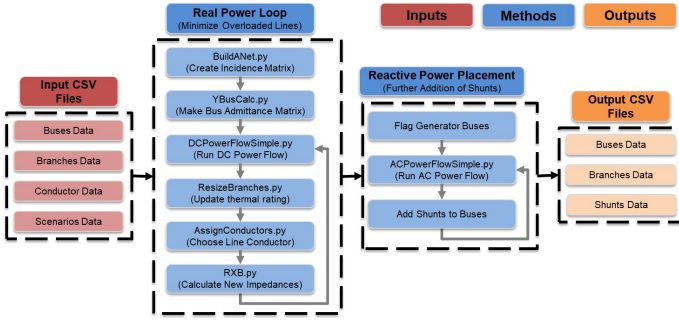 Real Power Loop
(Minimize Overloaded Lines)
Inputs
Methods
Outputs
Input CSV
Files
Buses Data
Branches Data
Conductor Data
Scenarios Data
BuildANet.py
(Create Incidence Matrix)
YBusCalc.py
(Make Bus Admittance Matrix)
DCPowerFlowSimple.py
(Run DC Power Flow)
ResizeBranches.py
(Update thermal rating)
AssignConductors.py
(Choose Line Conductor)
RXB.py
(Calculate New Impedances)
Reactive Power Placement
(Further Addition of Shunts)
Flag Generator Buses
ACPowerFlowSimple.py
(Run AC Power Flow)
Add Shunts to Buses
Output CSV
Files
Buses Data
Branches Data
Shunts Data